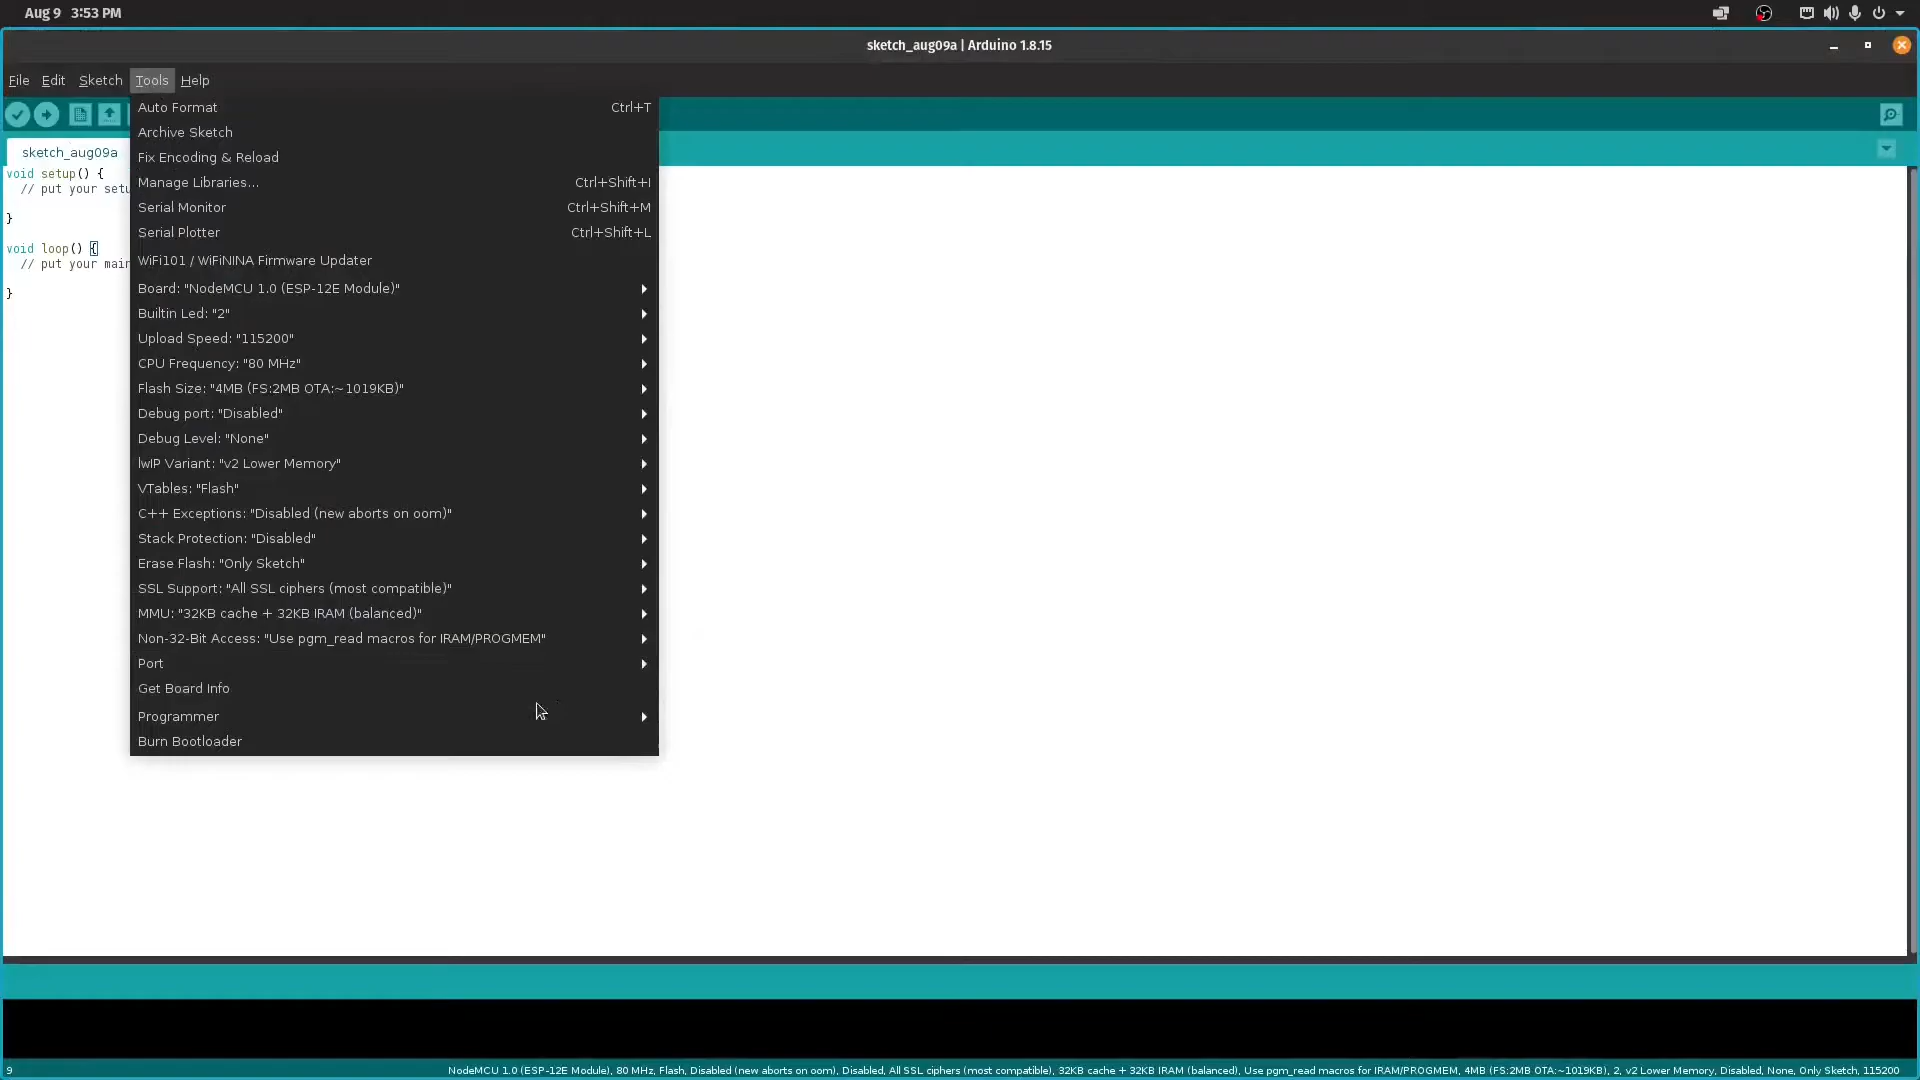 Aug 9 3:53 PM
sketch_aug09a | Arduino 1.8.15
File Edit Sketch Tools Help
Auto Format Ctrl+T
Archive Sketch
sketch_aug09a
Fix Encoding & Reload
void setup() {
Manage Libraries... Ctrl+Shift+I
// put your setu
Serial Monitor Ctrl+Shift+M
}
Serial Plotter Ctrl+Shift+L
void loop() {
WiFi101 / WiFiNINA Firmware Updater
// put your main
Board: "NodeMCU 1.0 (ESP-12E Module)"
}
Builtin Led: "2"
Upload Speed: "115200"
CPU Frequency: "80 MHz"
Flash Size: "4MB (FS:2MB OTA:~1019KB)"
Debug port: "Disabled"
Debug Level: "None"
lwIP Variant: "v2 Lower Memory"
VTables: "Flash"
C++ Exceptions: "Disabled (new aborts on oom)"
Stack Protection: "Disabled"
Erase Flash: "Only Sketch"
SSL Support: "All SSL ciphers (most compatible)"
MMU: "32KB cache + 32KB IRAM (balanced)"
Non-32-Bit Access: "Use pgm_read macros for IRAM/PROGMEM"
Port
Get Board Info
Programmer
Burn Bootloader
9 NodeMCU 1.0 (ESP-12E Module), 80 MHz, Flash, Disabled (new aborts on oom), Disabled, All SSL ciphers (most compatible), 32KB cache + 32KB IRAM (balanced), Use pgm_read macros for IRAM/PROGMEM, 4MB (FS:2MB OTA:~1019KB), 2, v2 Lower Memory, Disabled, None, Only Sketch, 115200